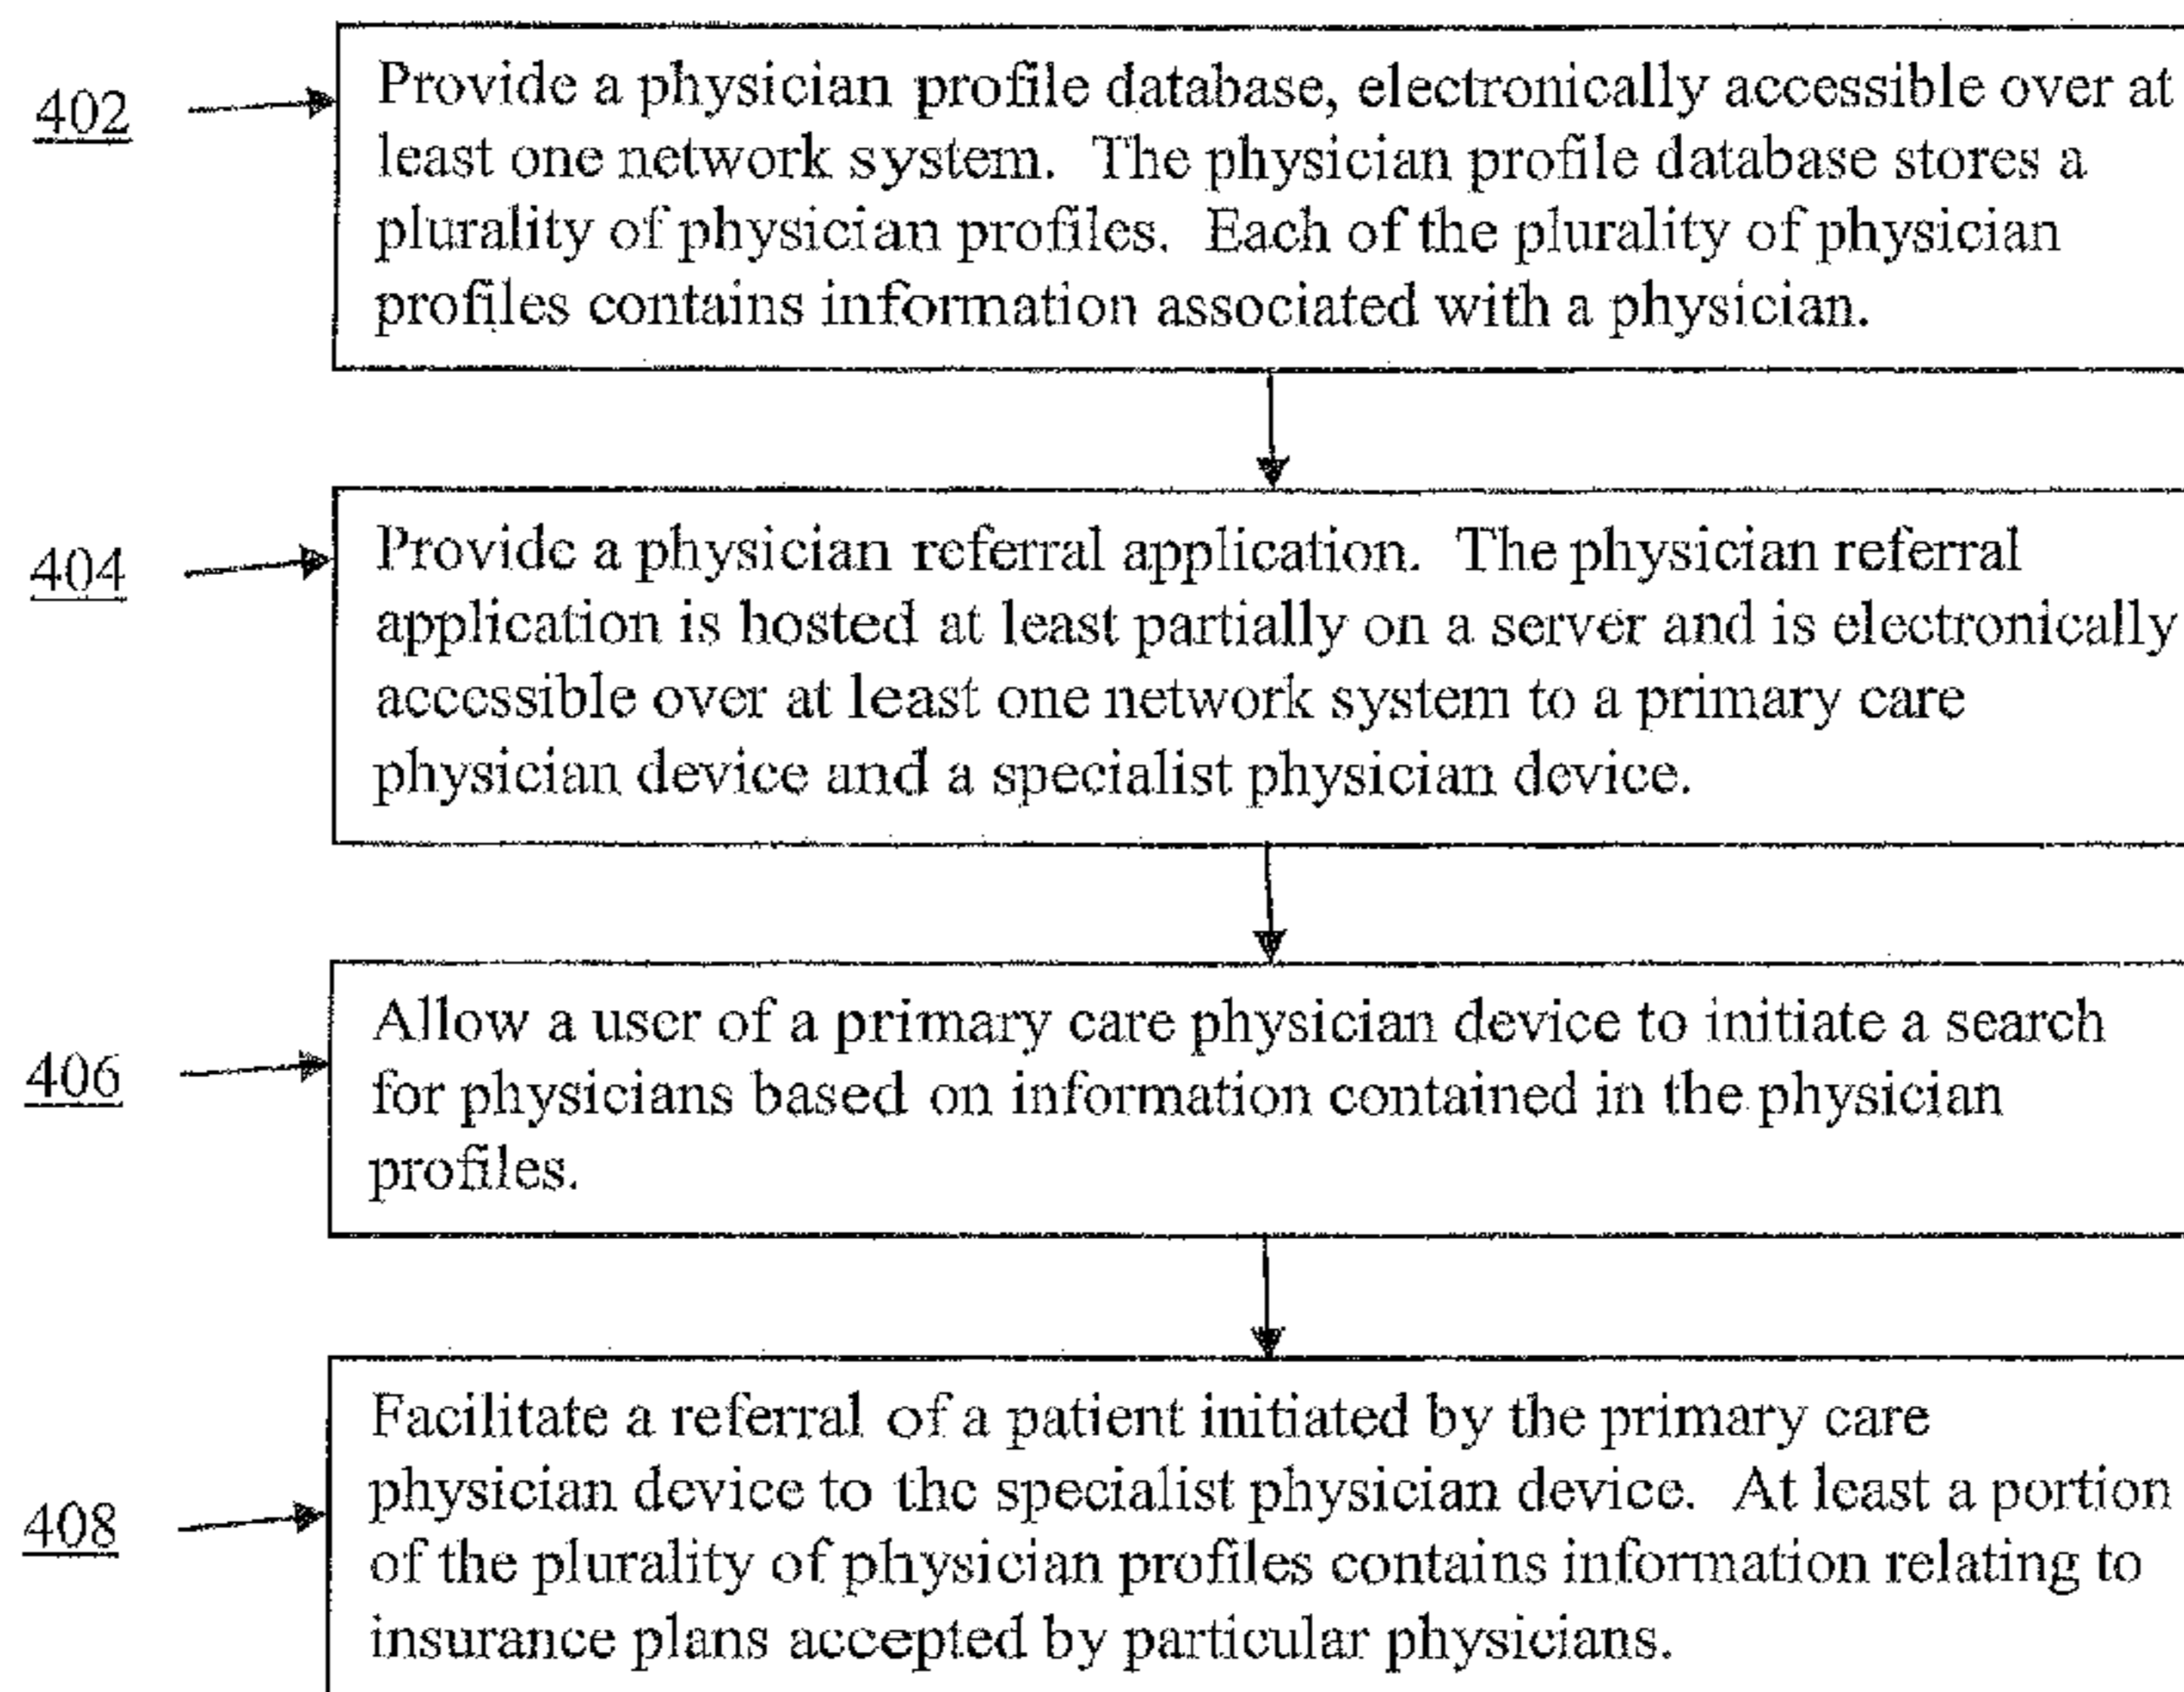 402
Provide a physician profile database, electronically accessible over at
least one network system. The physician profile database stores a
plurality of physician profiles. Each of the plurality of physician
profiles contains information associated with a physician.
404
Provide a physician referral application. The physician referral
application is hosted at least partially on a server and is electronically
accessible over at least one network system to a primary care
physician device and a specialist physician device.
406
Allow a user of a primary care physician device to initiate a search
for physicians based on information contained in the physician
profiles.
408
Facilitate a referral of a patient initiated by the primary care
physician device to the specialist physician device. At least a portion
of the plurality of physician profiles contains information relating to
insurance plans accepted by particular physicians.